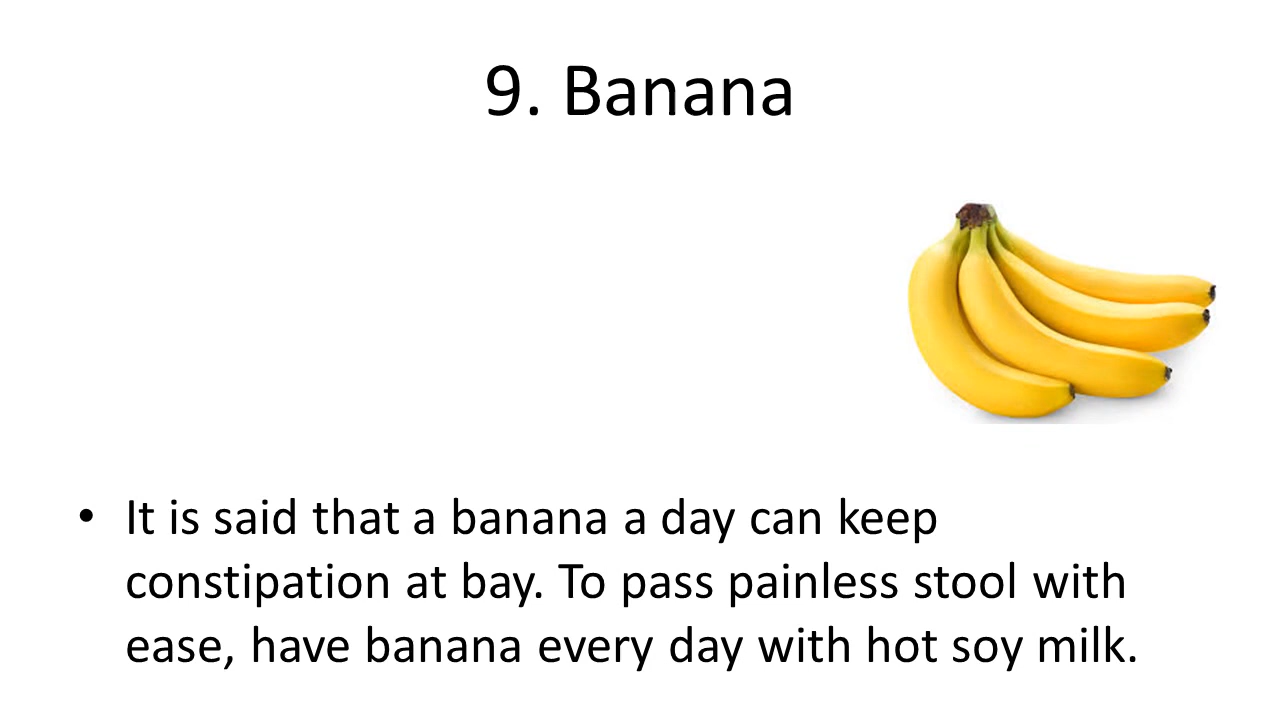 9. Banana
• It is said that a banana a day can keep
constipation at bay. To pass painless stool with
ease, have banana every day with hot soy milk.